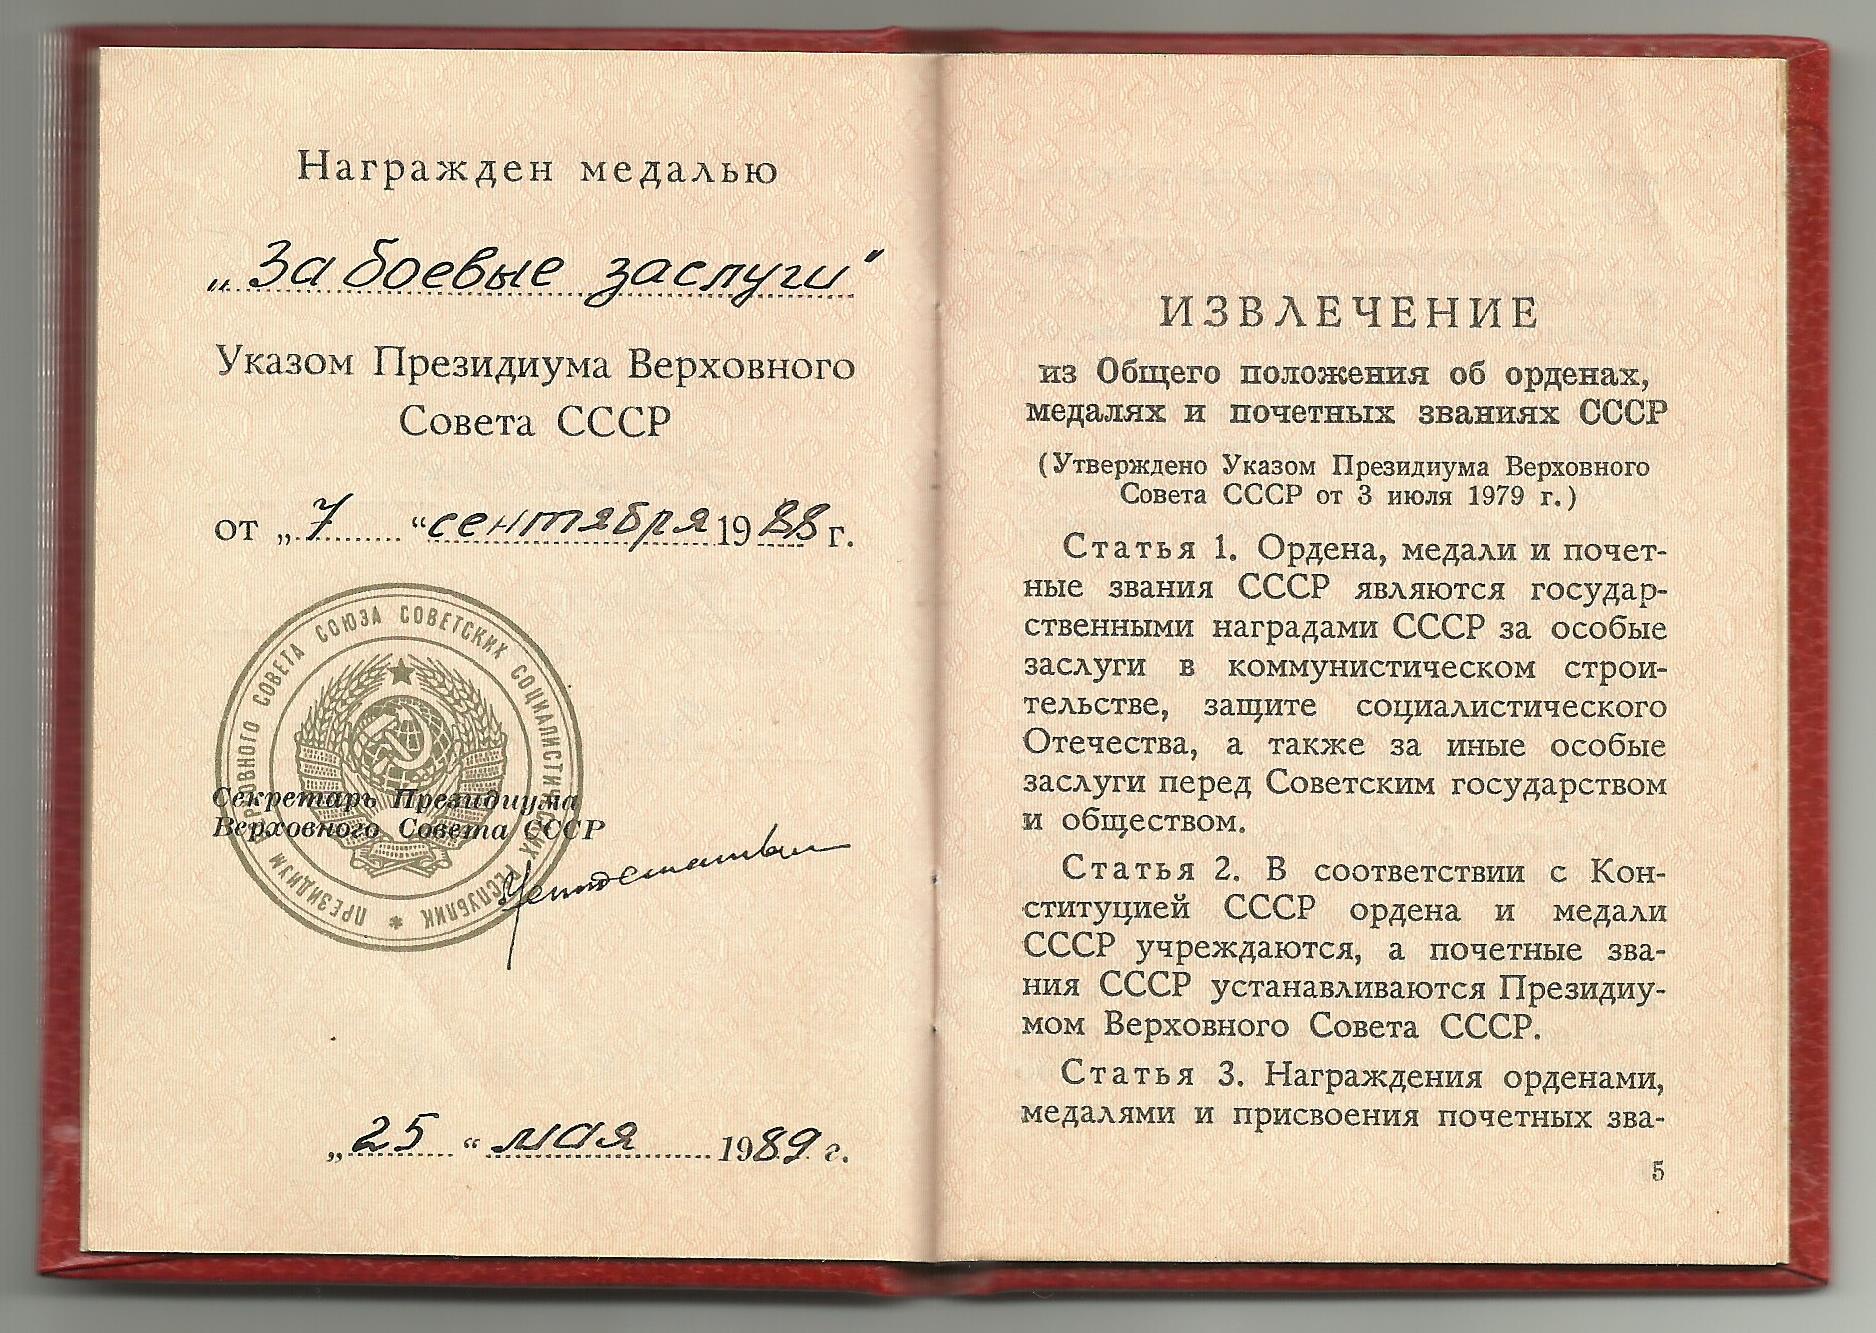 Награжден медалью
„За боевые заслуги"
Указом Президиума Верховного
Совета СССР
от „7 “ сентября 1988 г.
ПРЕЗИДИУМ ВЕРХОВНОГО СОВЕТА СОЮЗА СОВЕТСКИХ СОЦИАЛИСТИЧЕСКИХ РЕСПУБЛИК *
Секретарь Президиума
Верховного Совета СССР
„25 “ мая 1989 г.
ИЗВЛЕЧЕНИЕ
из Общего положения об орденах,
медалях и почетных званиях СССР
(Утверждено Указом Президиума Верховного
Совета СССР от 3 июля 1979 г.)
Статья 1. Ордена, медали и почет-
ные звания СССР являются государ-
ственными наградами СССР за особые
заслуги в коммунистическом строи-
тельстве, защите социалистического
Отечества, а также за иные особые
заслуги перед Советским государством
и обществом.
Статья 2. В соответствии с Кон-
ституцией СССР ордена и медали
СССР учреждаются, а почетные зва-
ния СССР устанавливаются Президиу-
мом Верховного Совета СССР.
Статья 3. Награждения орденами,
медалями и присвоения почетных зва-
5